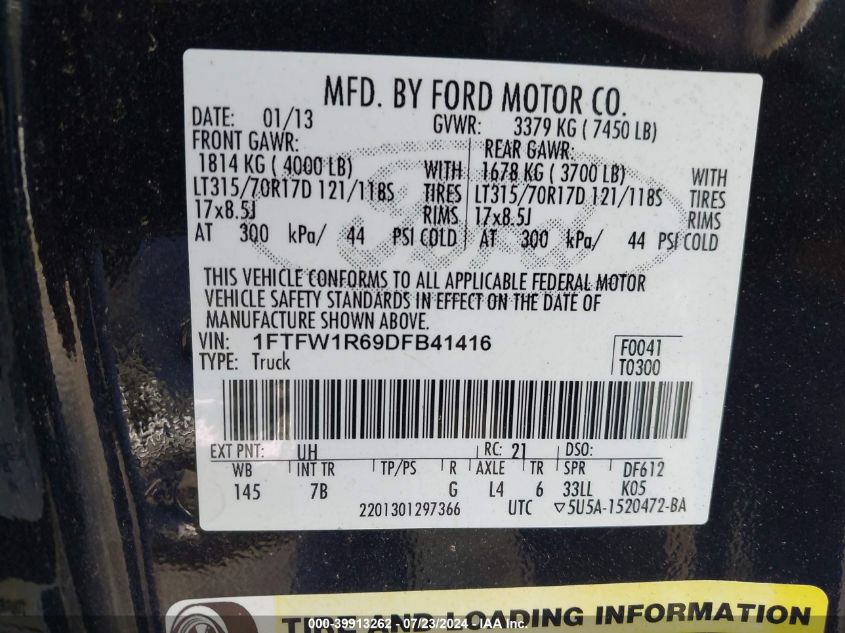 MFD. BY FORD MOTOR CO.
DATE: 01/13 GVWR: 3379 KG ( 7450 LB)
FRONT GAWR: REAR GAWR:
1814 KG ( 4000 LB) WITH 1678 KG ( 3700 LB) WITH
LT315/70R17D 121/118S TIRES LT315/70R17D 121/118S TIRES
17x8.5J RIMS 17x8.5J RIMS
AT 300 kPa/ 44 PSI COLD AT 300 kPa/ 44 PSI COLD
THIS VEHICLE CONFORMS TO ALL APPLICABLE FEDERAL MOTOR
VEHICLE SAFETY STANDARDS IN EFFECT ON THE DATE OF
MANUFACTURE SHOWN ABOVE.
VIN: 1FTFW1R69DFB41416 F0041
TYPE: Truck T0300
EXT PNT: UH RC: 21 DSO:
WB INT TR TP/PS R AXLE TR SPR DF612
145 7B G L4 6 33LL K05
2201301297366 UTC ▽5U5A-1520472-BA
TIRE AND LOADING INFORMATION
000-39913262 - 07/23/2024 - IAA Inc.